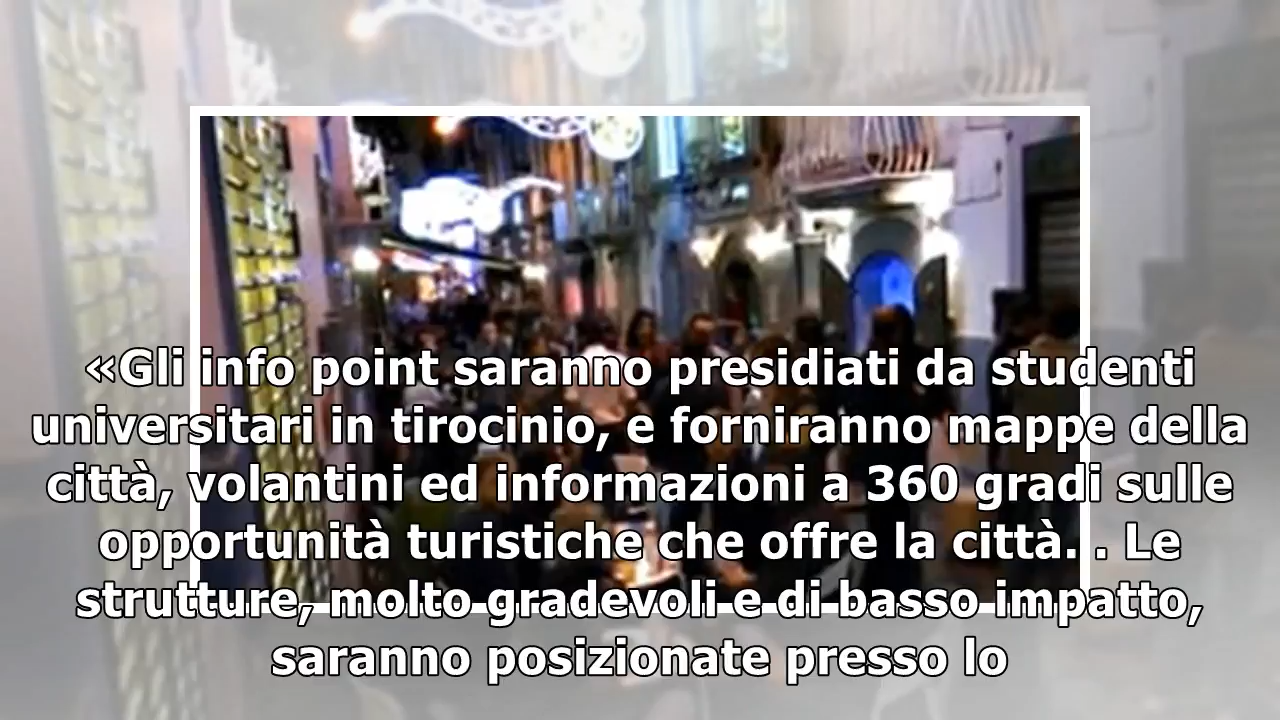 «Gli info point saranno presidiati da studenti
universitari in tirocinio, e forniranno mappe della
città, volantini ed informazioni a 360 gradi sulle
opportunità turistiche che offre la città. . Le
strutture, molto gradevoli e di basso impatto,
saranno posizionate presso lo